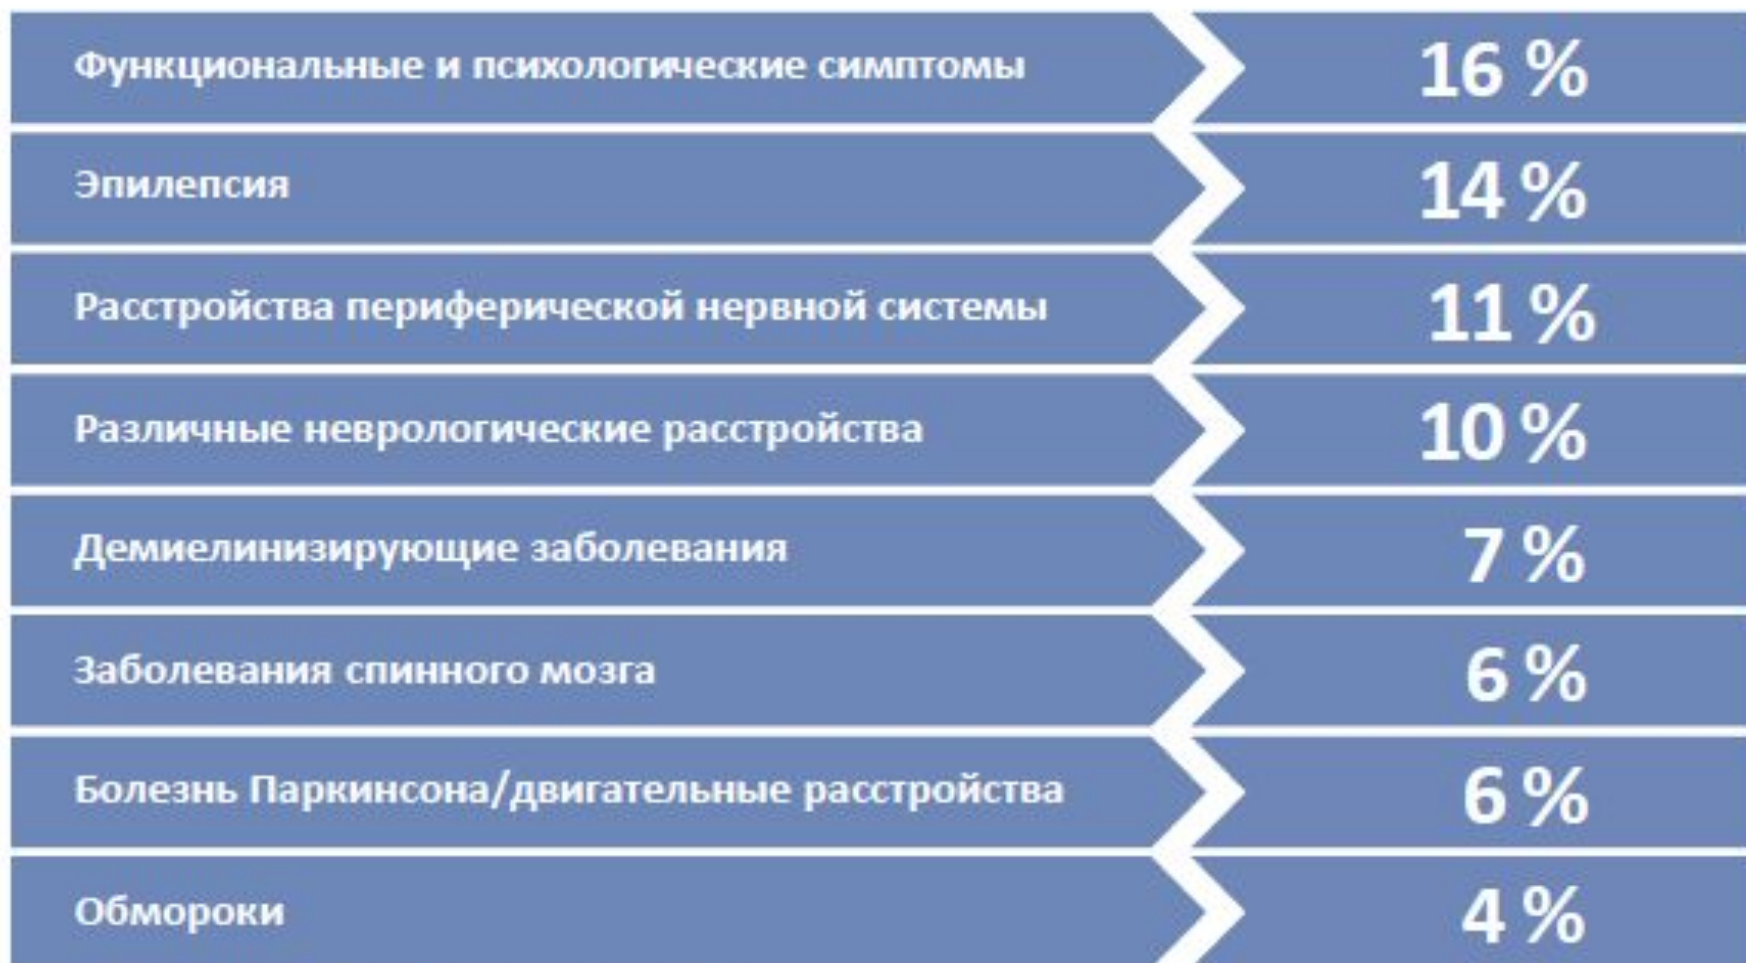 Функциональные и психологические симптомы 16 %
Эпилепсия 14 %
Расстройства периферической нервной системы 11 %
Различные неврологические расстройства 10 %
Демиелинизирующие заболевания 7 %
Заболевания спинного мозга 6 %
Болезнь Паркинсона/двигательные расстройства 6 %
Обмороки 4 %